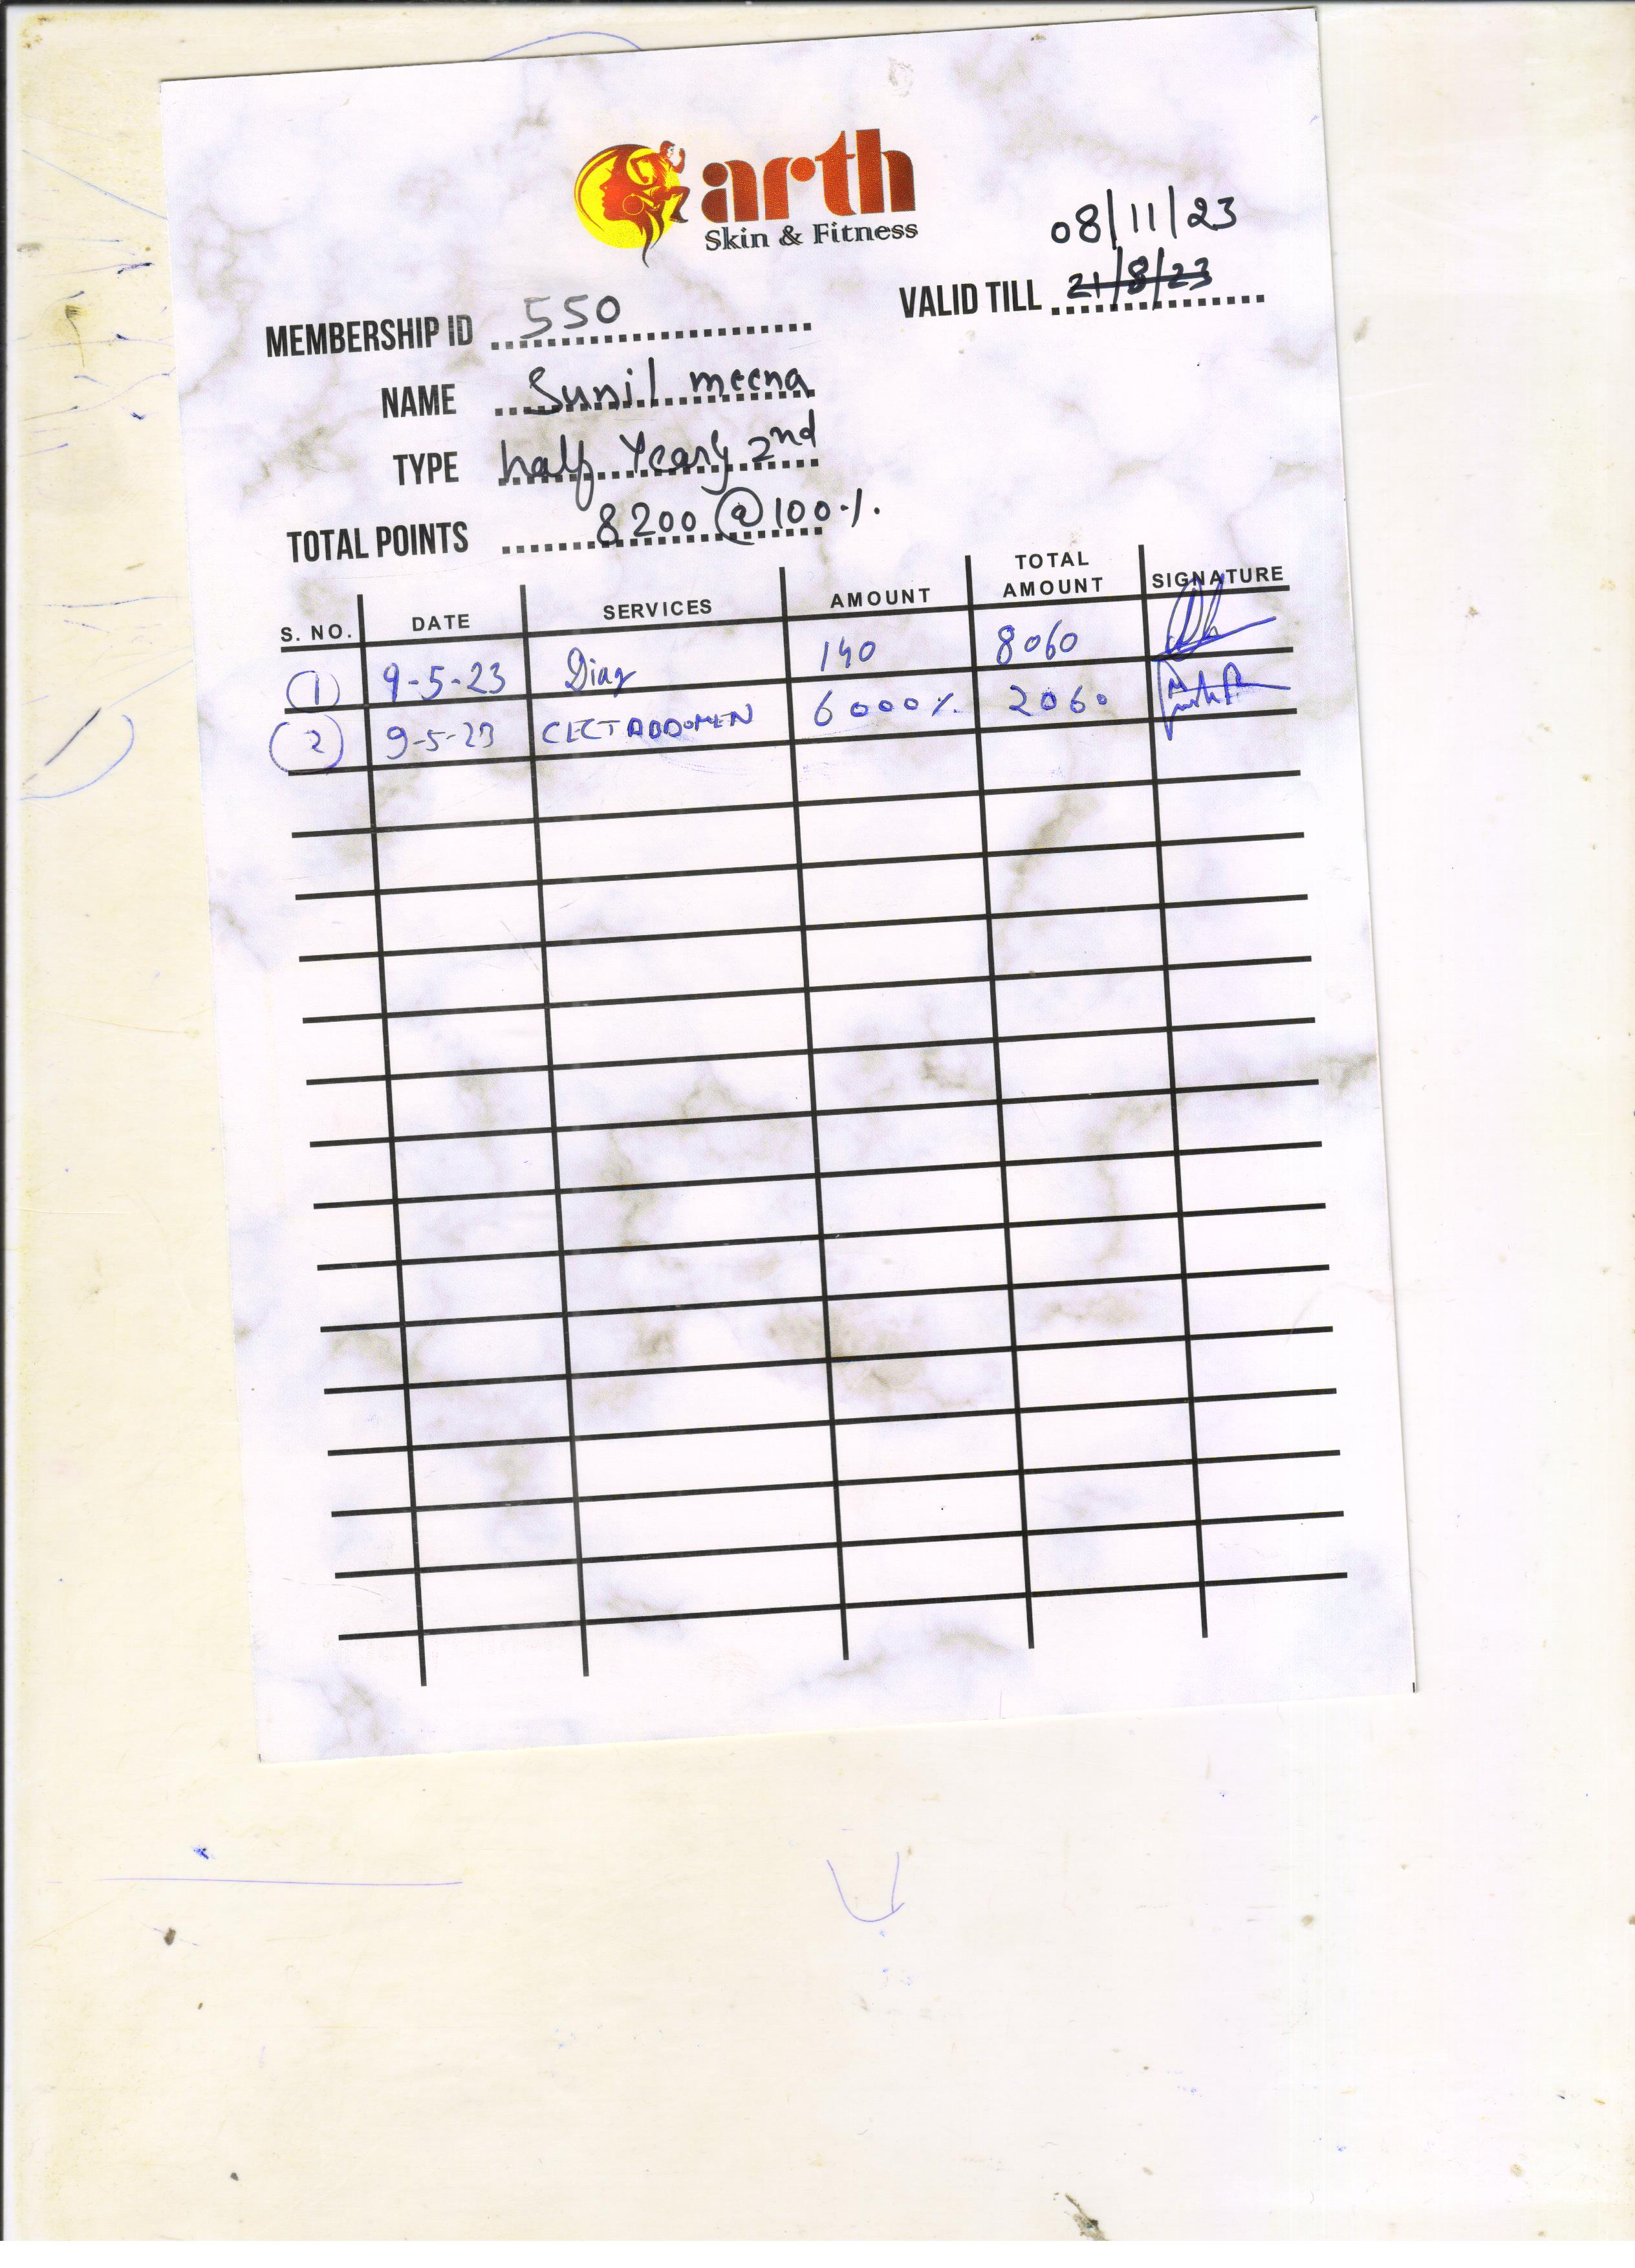 arth
Skin & Fitness
08/11/23
VALID TILL 21/8/23
MEMBERSHIP ID 550
NAME Sunil meena
TYPE half Yearly 2nd
TOTAL POINTS 8200 @ 100%.
S. NO. DATE SERVICES AMOUNT TOTAL AMOUNT SIGNATURE
1 9-5-23 Diag 140 8060
2 9-5-23 CECT ABDOMEN 6000% 2060